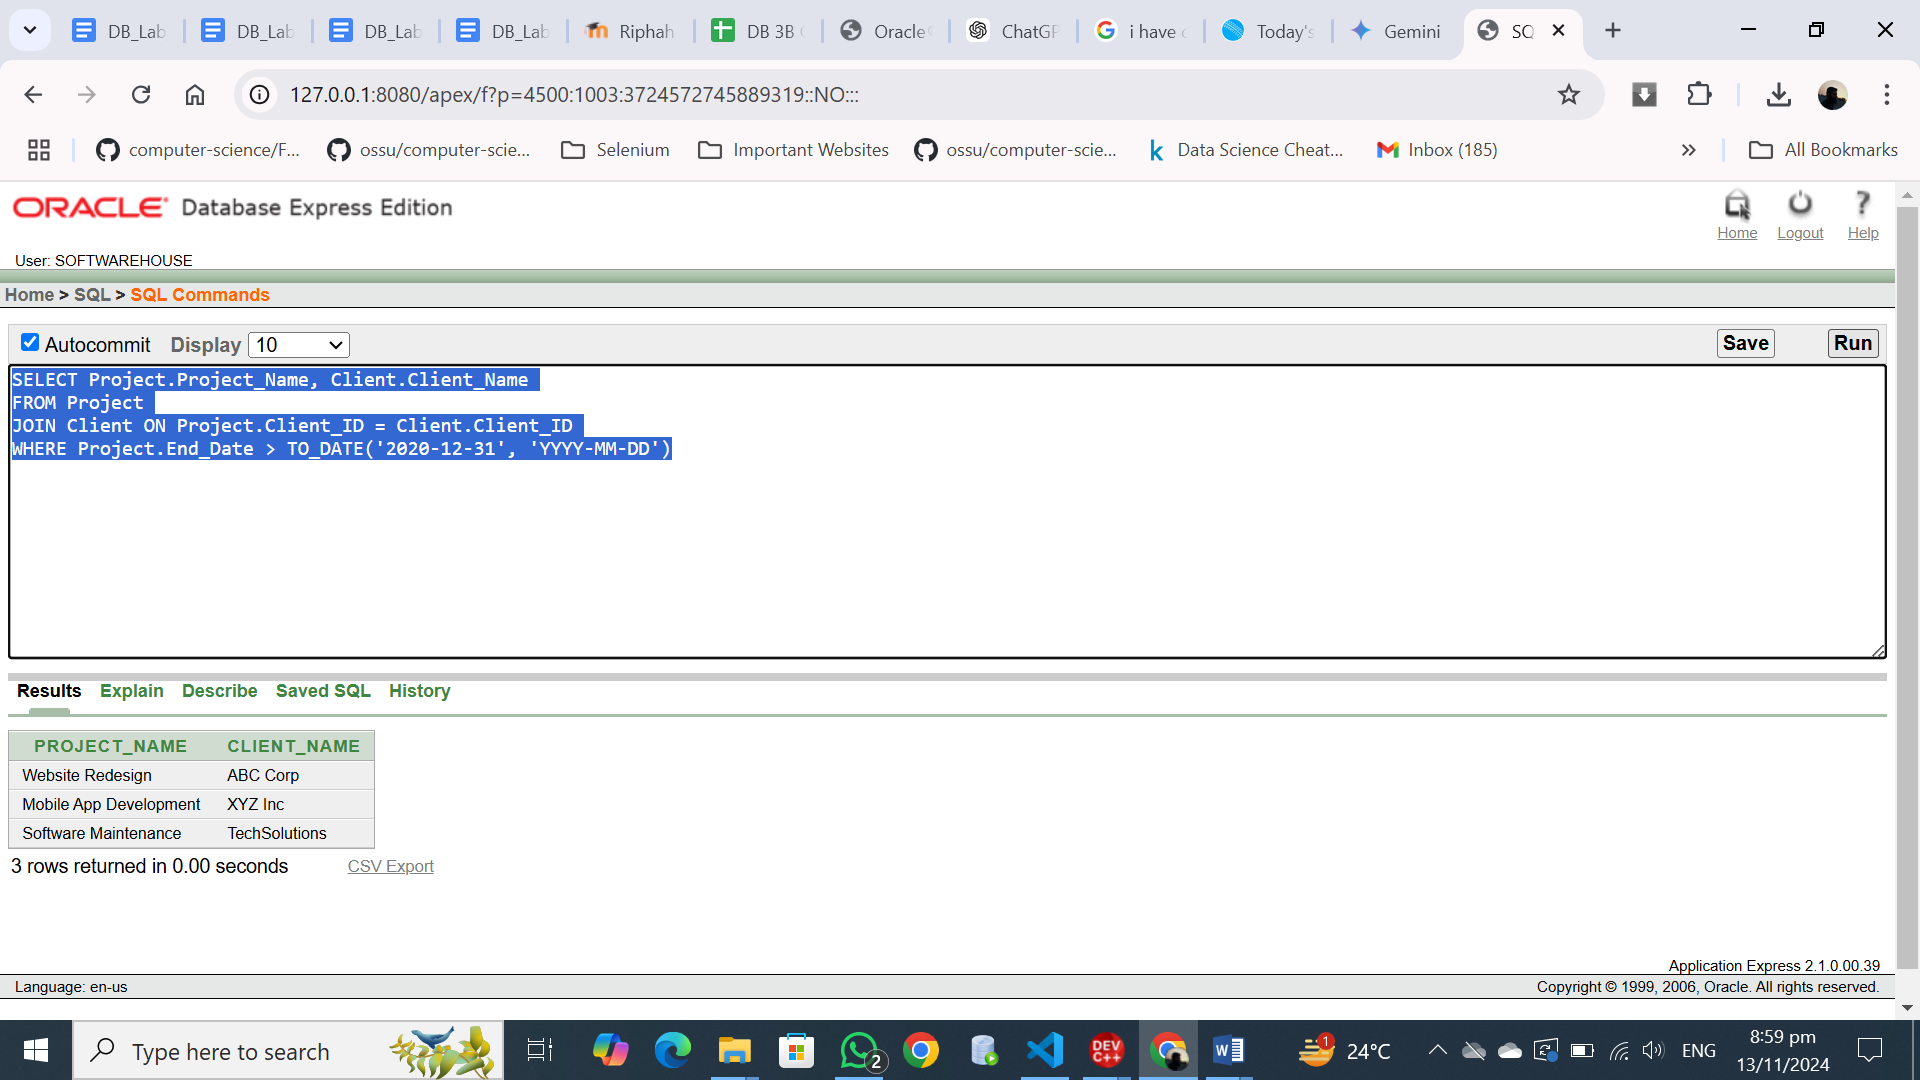 DB_Lab DB_Lab DB_Lab DB_Lab Riphah DB 3B Oracle ChatGP i have Today's Gemini SQ
127.0.0.1:8080/apex/f?p=4500:1003:3724572745889319::NO:::
computer-science/F... ossu/computer-scie... Selenium Important Websites ossu/computer-scie... Data Science Cheat... Inbox (185) » All Bookmarks
ORACLE Database Express Edition
Home Logout Help
User: SOFTWAREHOUSE
Home > SQL > SQL Commands
Autocommit Display 10 Save Run
SELECT Project.Project_Name, Client.Client_Name
FROM Project
JOIN Client ON Project.Client_ID = Client.Client_ID
WHERE Project.End_Date > TO_DATE('2020-12-31', 'YYYY-MM-DD')
Results Explain Describe Saved SQL History
PROJECT_NAME CLIENT_NAME
Website Redesign ABC Corp
Mobile App Development XYZ Inc
Software Maintenance TechSolutions
3 rows returned in 0.00 seconds CSV Export
Application Express 2.1.0.00.39
Language: en-us Copyright © 1999, 2006, Oracle. All rights reserved.
Type here to search 2 DEV C++ 1 24°C ENG 8:59 pm
13/11/2024